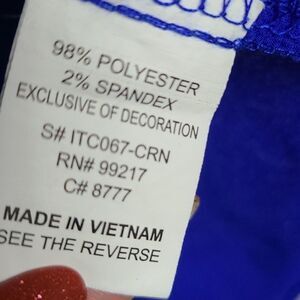 98% POLYESTER
2% SPANDEX
EXCLUSIVE OF DECORATION
S# ITC067-CRN
RN# 99217
C# 8777
MADE IN VIETNAM
SEE THE REVERSE